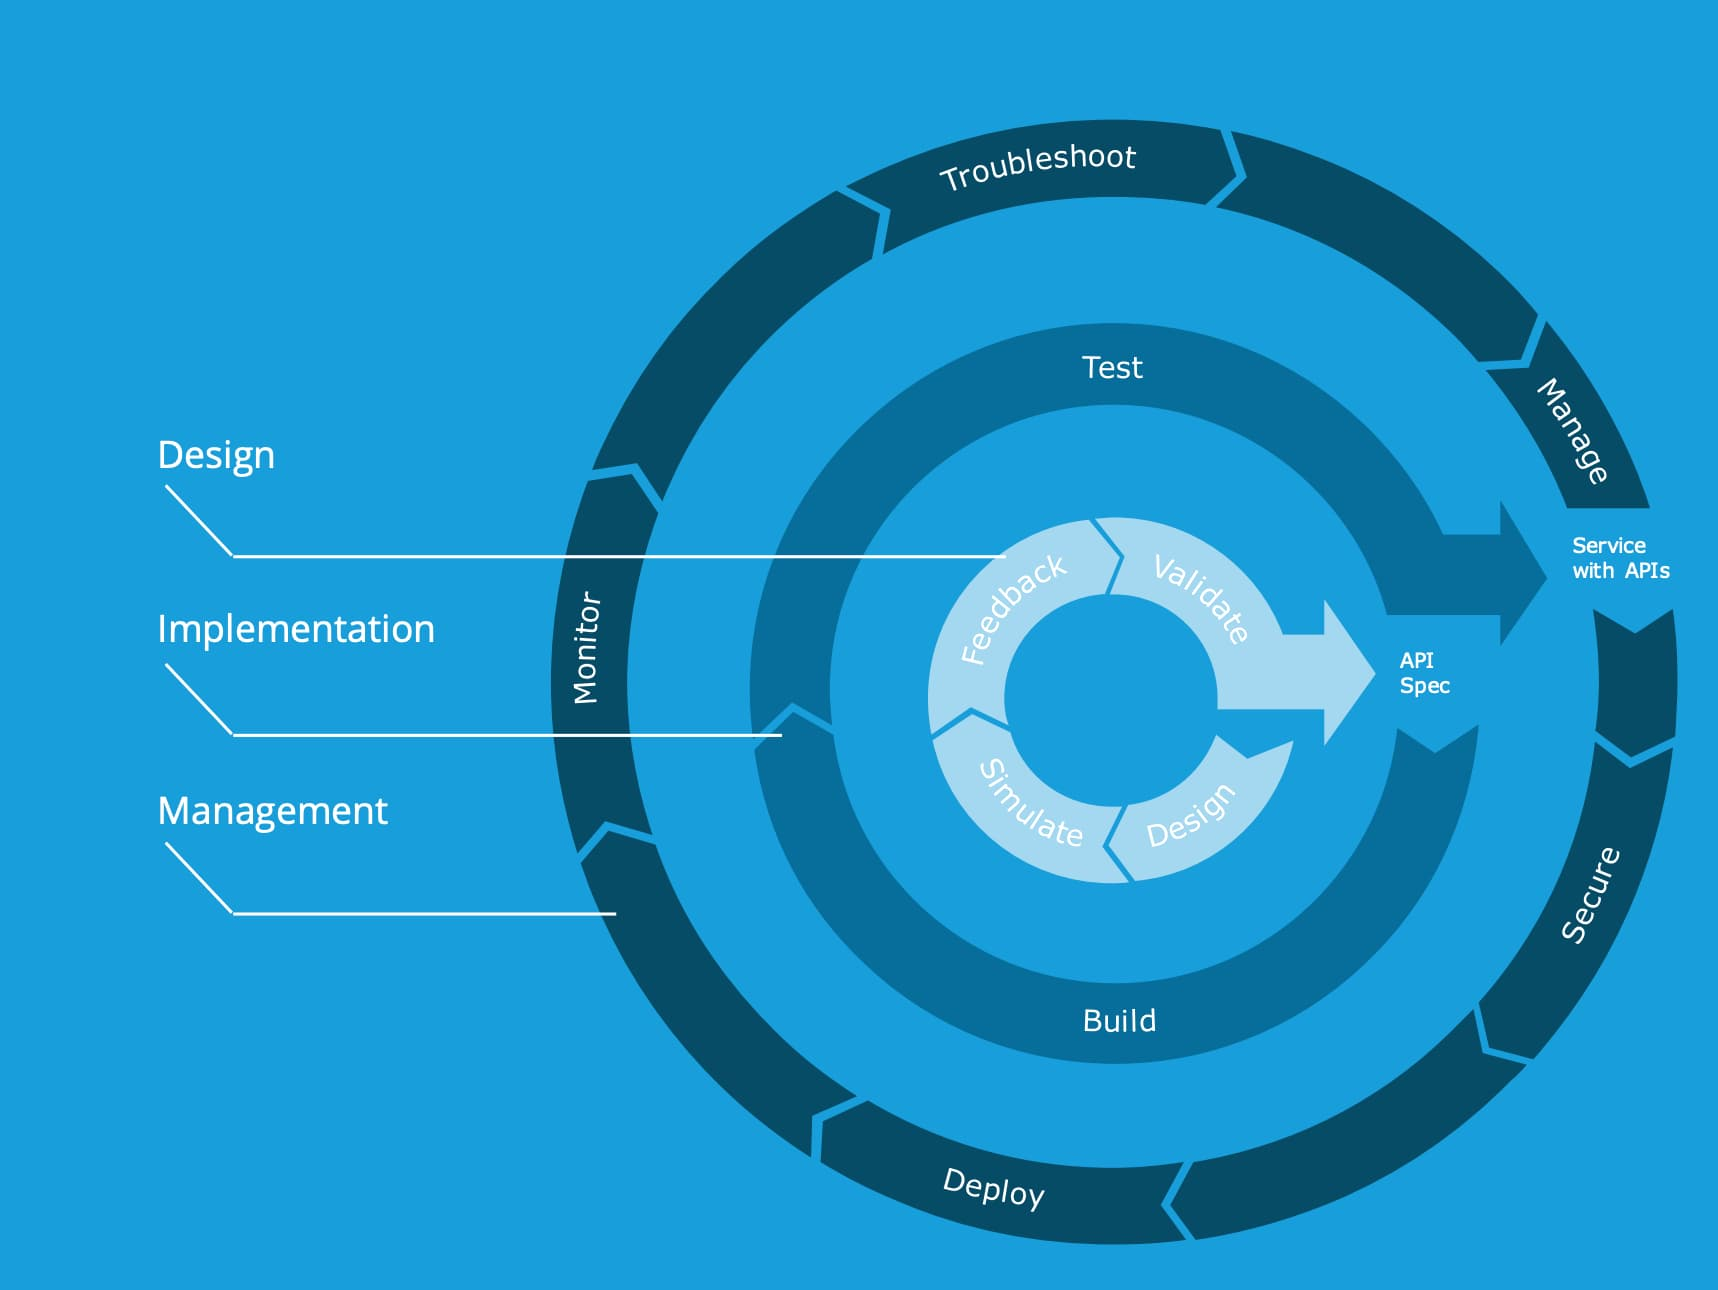 Design
Implementation
Management
Troubleshoot
Manage
Service
with APIs
Secure
Deploy
Monitor
Test
API
Spec
Build
Feedback
Validate
Design
Simulate